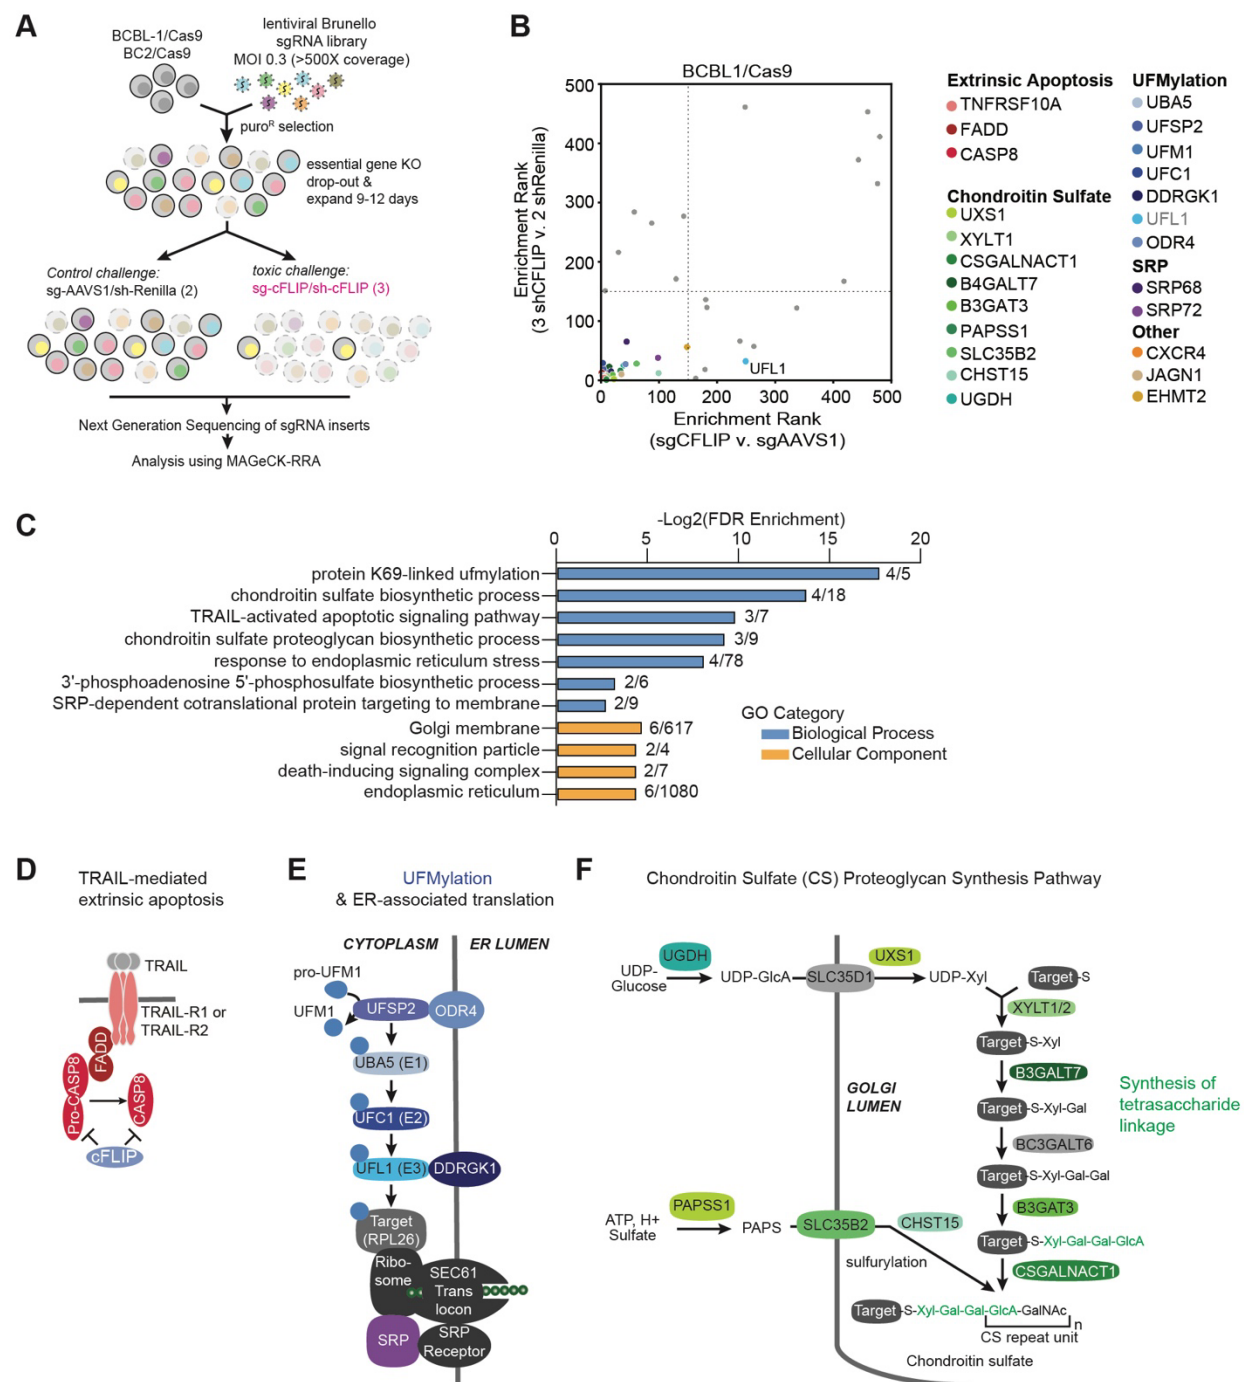 A
BCBL-1/Cas9
BC2/Cas9
lentiviral Brunello
sgRNA library
MOI 0.3 (>500X coverage)
puroR selection
essential gene KO
drop-out &
expand 9-12 days
Control challenge:
sg-AAVS1/sh-Renilla (2)
toxic challenge:
sg-cFLIP/sh-cFLIP (3)
Next Generation Sequencing of sgRNA inserts
Analysis using MAGeCK-RRA
B
BCBL1/Cas9
Enrichment Rank
(3 shCFLIP v. 2 shRenilla)
500
400
300
200
100
0
UFL1
0
100
200
300
400
500
Enrichment Rank
(sgCFLIP v. sgAAVS1)
Extrinsic Apoptosis
TNFRSF10A
FADD
CASP8
Chondroitin Sulfate
UXS1
XYLT1
CSGALNACT1
B4GALT7
B3GAT3
PAPSS1
SLC35B2
CHST15
UGDH
UFMylation
UBA5
UFSP2
UFM1
UFC1
DDRGK1
UFL1
ODR4
SRP
SRP68
SRP72
Other
CXCR4
JAGN1
EHMT2
C
-Log2(FDR Enrichment)
0
5
10
15
20
protein K69-linked ufmylation
4/5
chondroitin sulfate biosynthetic process
4/18
TRAIL-activated apoptotic signaling pathway
3/7
chondroitin sulfate proteoglycan biosynthetic process
3/9
response to endoplasmic reticulum stress
4/78
3'-phosphoadenosine 5'-phosphosulfate biosynthetic process
2/6
SRP-dependent cotranslational protein targeting to membrane
2/9
Golgi membrane
6/617
signal recognition particle
2/4
death-inducing signaling complex
2/7
endoplasmic reticulum
6/1080
GO Category
Biological Process
Cellular Component
D
TRAIL-mediated
extrinsic apoptosis
TRAIL
TRAIL-R1 or
TRAIL-R2
FADD
Pro-CASP8
CASP8
cFLIP
E
UFMylation
& ER-associated translation
CYTOPLASM
ER LUMEN
pro-UFM1
UFM1
UFSP2
ODR4
UBA5 (E1)
UFC1 (E2)
UFL1 (E3)
DDRGK1
Target
(RPL26)
Ribo-
some
SEC61
Trans
locon
SRP
SRP
Receptor
F
Chondroitin Sulfate (CS) Proteoglycan Synthesis Pathway
UDP-
Glucose
UGDH
UDP-GlcA
SLC35D1
UXS1
UDP-Xyl
Target-S
XYLT1/2
Target-S-Xyl
B3GALT7
Target-S-Xyl-Gal
BC3GALT6
Target-S-Xyl-Gal-Gal
B3GAT3
Target-S-Xyl-Gal-Gal-GlcA
CSGALNACT1
Synthesis of
tetrasaccharide
linkage
GOLGI
LUMEN
ATP, H+
Sulfate
PAPSS1
PAPS
SLC35B2
CHST15
sulfurylation
Target-S-Xyl-Gal-Gal-GlcA-GalNAc
n
CS repeat unit
Chondroitin sulfate